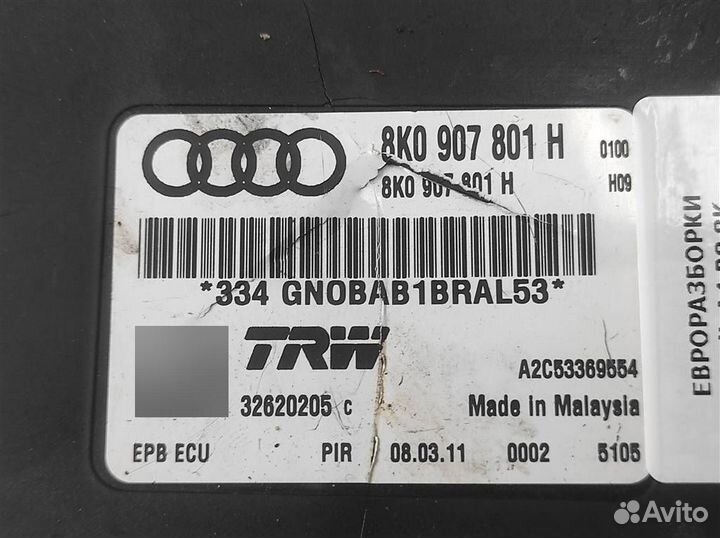 8K0 907 801 H 0100
8K0 907 801 H H09
*334 GN0BAB1BRAL53*
TRW
A2C53369554
32620205 c Made in Malaysia
EPB ECU PIR 08.03.11 0002 5105
ЕВРОРАЗБОРКИ
Avito